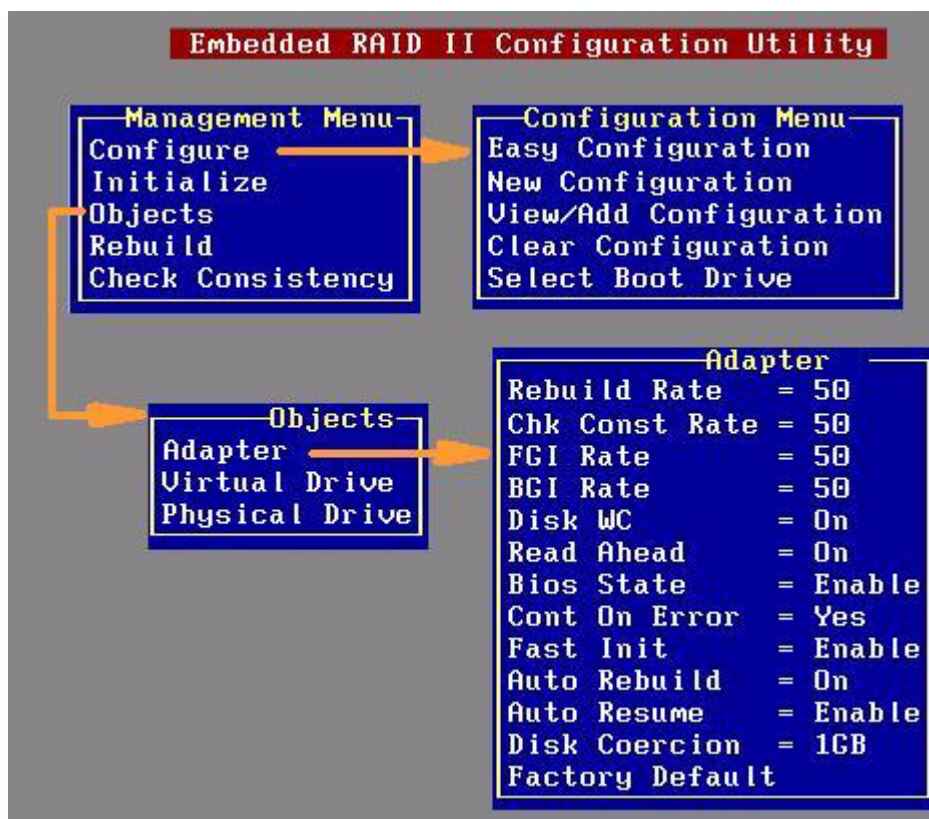 Embedded RAID II Configuration Utility
Management Menu
Configure
Initialize
Objects
Rebuild
Check Consistency
Configuration Menu
Easy Configuration
New Configuration
View/Add Configuration
Clear Configuration
Select Boot Drive
Objects
Adapter
Virtual Drive
Physical Drive
Adapter
Rebuild Rate = 50
Chk Const Rate = 50
FGI Rate = 50
BGI Rate = 50
Disk WC = On
Read Ahead = On
Bios State = Enable
Cont On Error = Yes
Fast Init = Enable
Auto Rebuild = On
Auto Resume = Enable
Disk Coercion = 1GB
Factory Default